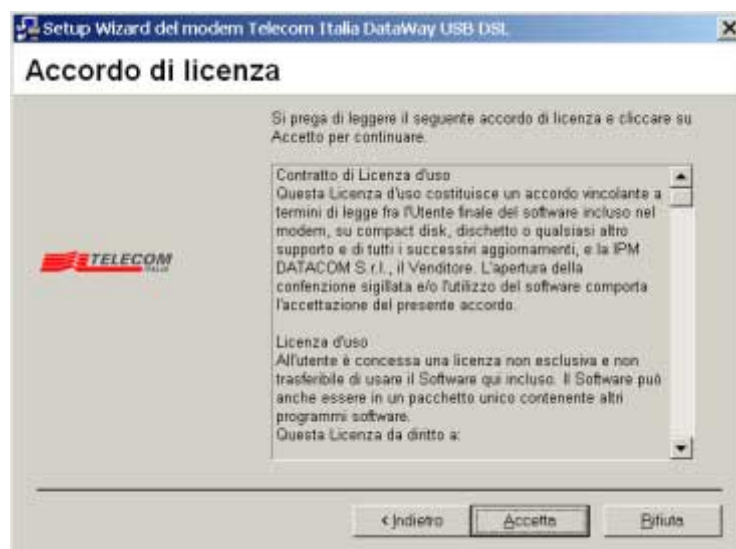 Setup Wizard del modem Telecom Italia DataWay USB DSL
Accordo di licenza
Si prega di leggere il seguente accordo di licenza e cliccare su
Accetto per continuare.
Contratto di Licenza d'uso
Questa Licenza d'uso costituisce un accordo vincolante a
termini di legge fra l'Utente finale del software incluso nel
modem, su compact disk, dischetto o qualsiasi altro
supporto e di tutti i successivi aggiornamenti, e la IPM
DATACOM S.r.l., il Venditore. L'apertura della
confenzione sigillata e/o l'utilizzo del software comporta
l'accettazione del presente accordo.
TELECOM
ITALIA
Licenza d'uso
All'utente è concessa una licenza non esclusiva e non
trasferibile di usare il Software qui incluso. Il Software può
anche essere in un pacchetto unico contenente altri
programmi software.
Questa Licenza da diritto a:
< Indietro
Accetta
Rifiuta